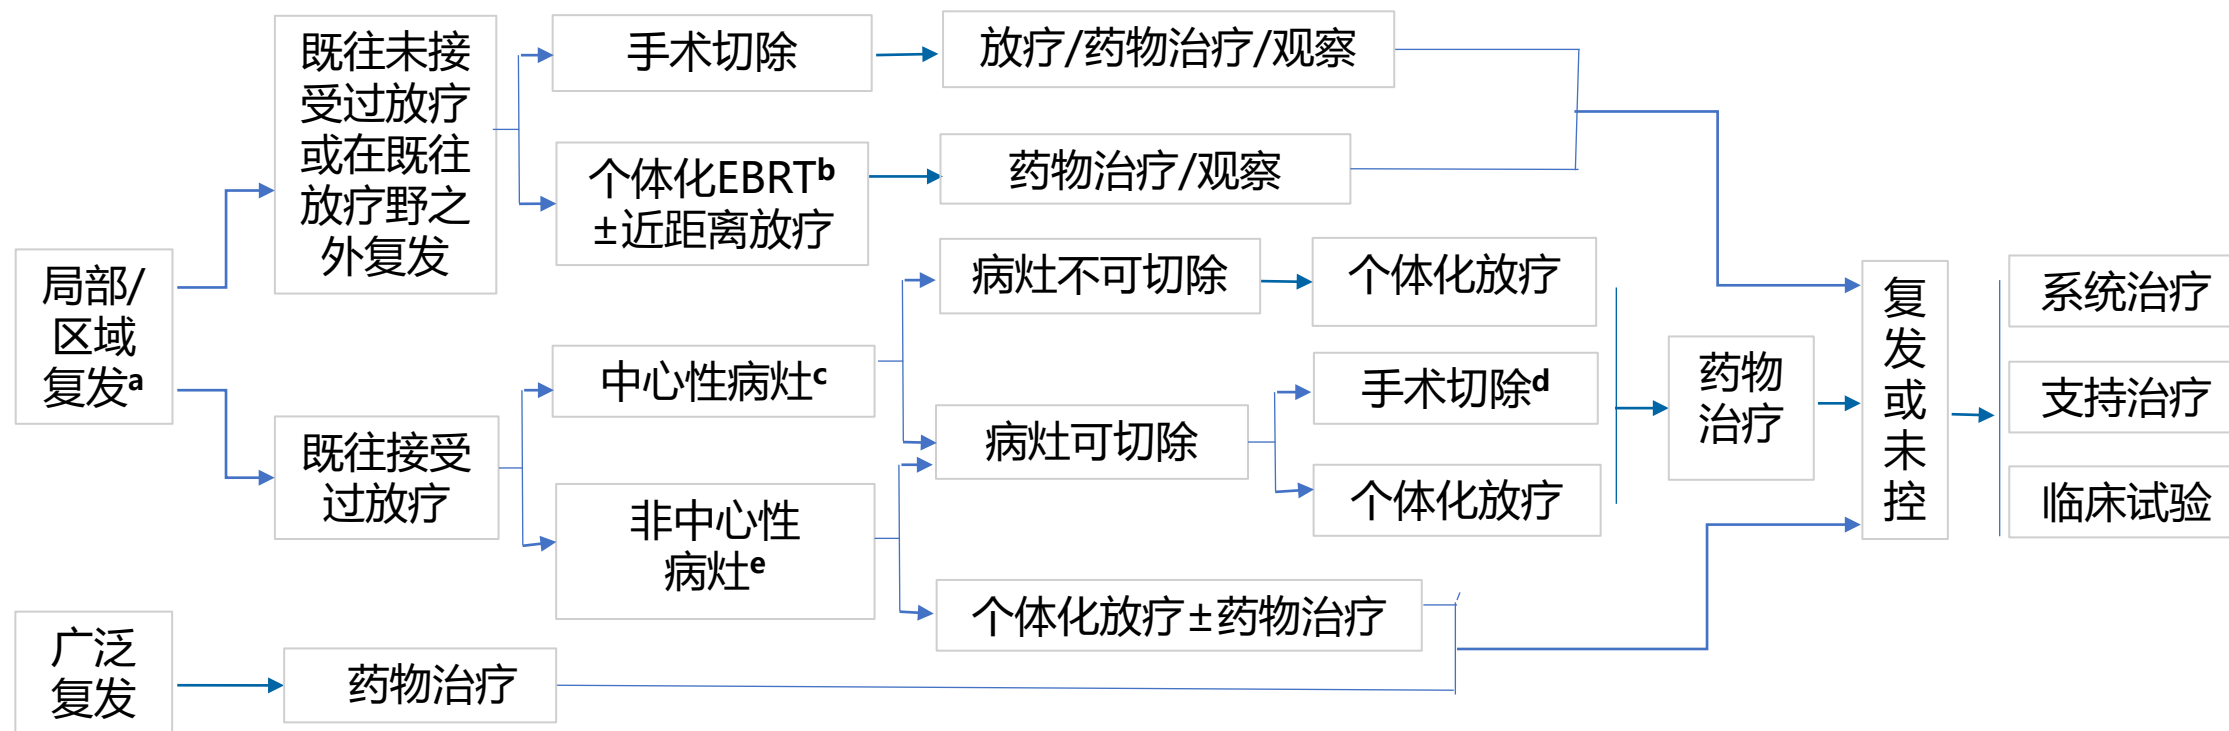 既往未接
受过放疗
或在既往
放疗野之
外复发
手术切除
放疗/药物治疗/观察
个体化EBRTb
±近距离放疗
药物治疗/观察
局部/
区域
复发a
病灶不可切除
个体化放疗
中心性病灶c
手术切除d
病灶可切除
个体化放疗
既往接受
过放疗
非中心性
病灶e
个体化放疗±药物治疗
药物
治疗
复
发
或
未
控
系统治疗
支持治疗
临床试验
广泛
复发
药物治疗